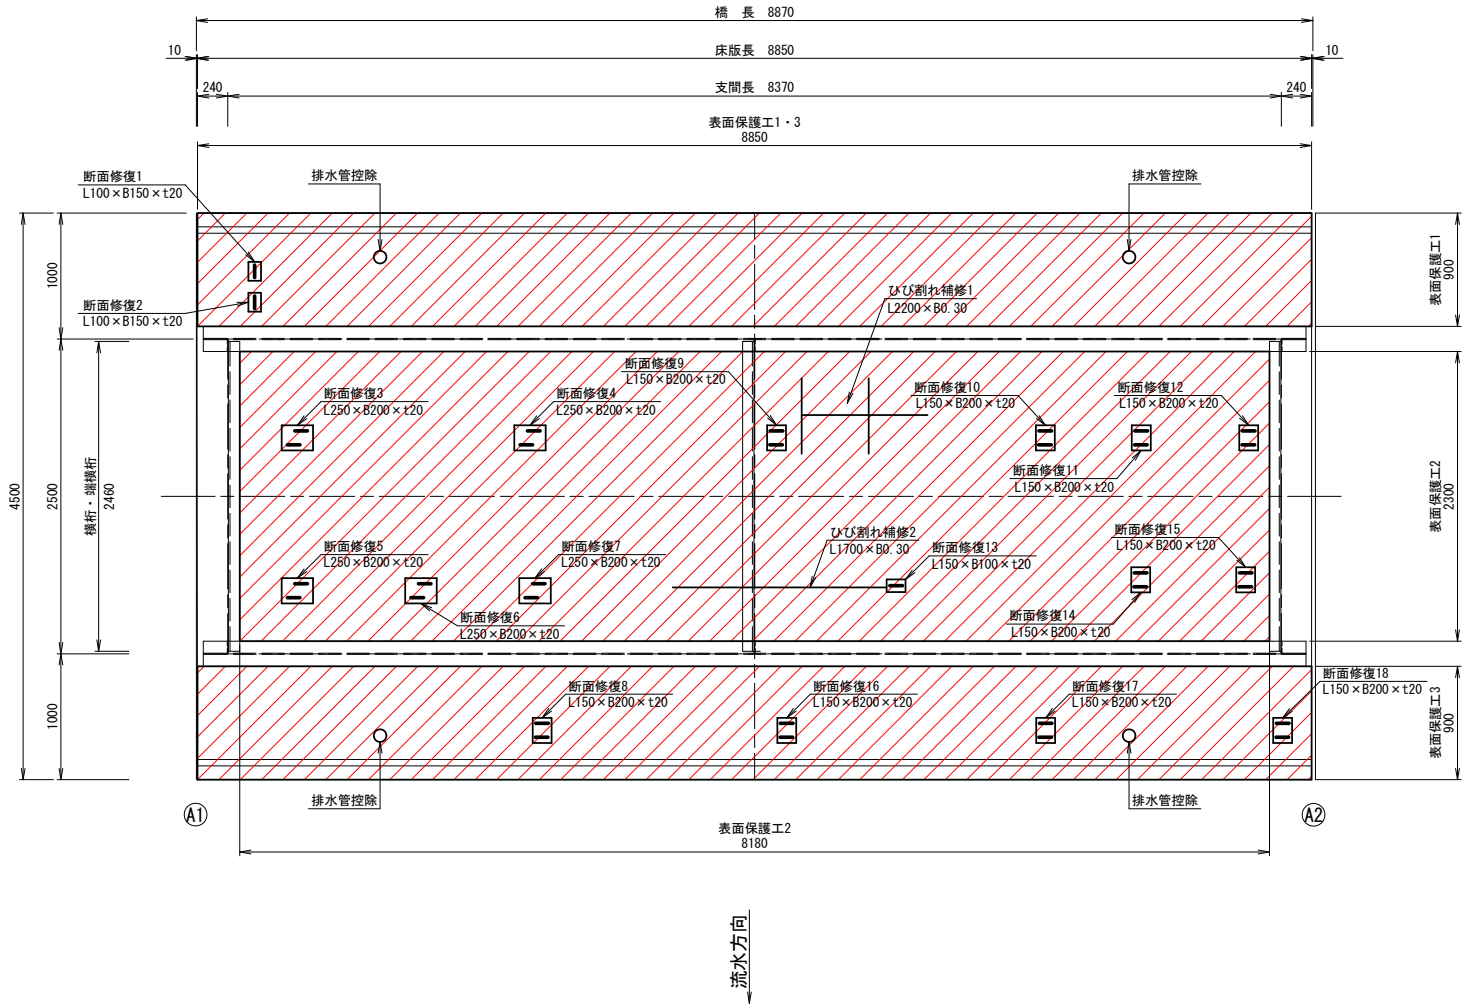 橋 長 8870
10
床版長 8850
10
240
支間長 8370
240
表面保護工1・3
8850
断面修復1
L100×B150×t20
排水管控除
排水管控除
断面修復2
L100×B150×t20
ひび割れ補修1
L2200×B0.30
断面修復9
L150×B200×t20
断面修復3
L250×B200×t20
断面修復4
L250×B200×t20
断面修復10
L150×B200×t20
断面修復12
L150×B200×t20
断面修復11
L150×B200×t20
断面修復5
L250×B200×t20
断面修復7
L250×B200×t20
ひび割れ補修2
L1700×B0.30
断面修復13
L150×B100×t20
断面修復15
L150×B200×t20
断面修復6
L250×B200×t20
断面修復14
L150×B200×t20
断面修復8
L150×B200×t20
断面修復16
L150×B200×t20
断面修復17
L150×B200×t20
断面修復18
L150×B200×t20
4500
1000
2500
1000
横桁・端横桁
2460
表面保護工1
900
表面保護工2
2300
表面保護工3
900
排水管控除
排水管控除
A1
A2
表面保護工2
8180
流水方向